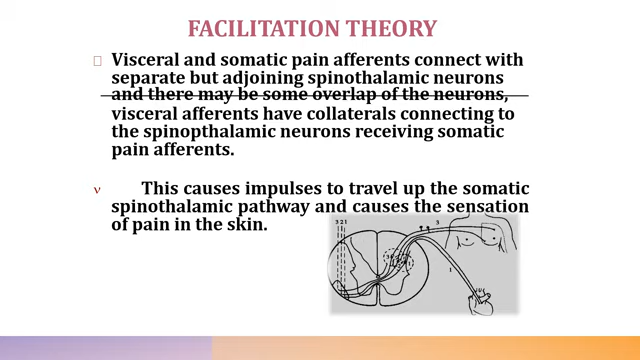 FACILITATION THEORY
Visceral and somatic pain afferents connect with
separate but adjoining spinothalamic neurons
and there may be some overlap of the neurons,
visceral afferents have collaterals connecting to
the spinopthalamic neurons receiving somatic
pain afferents.
ν This causes impulses to travel up the somatic
spinothalamic pathway and causes the sensation
of pain in the skin.
3 2 1
3
1